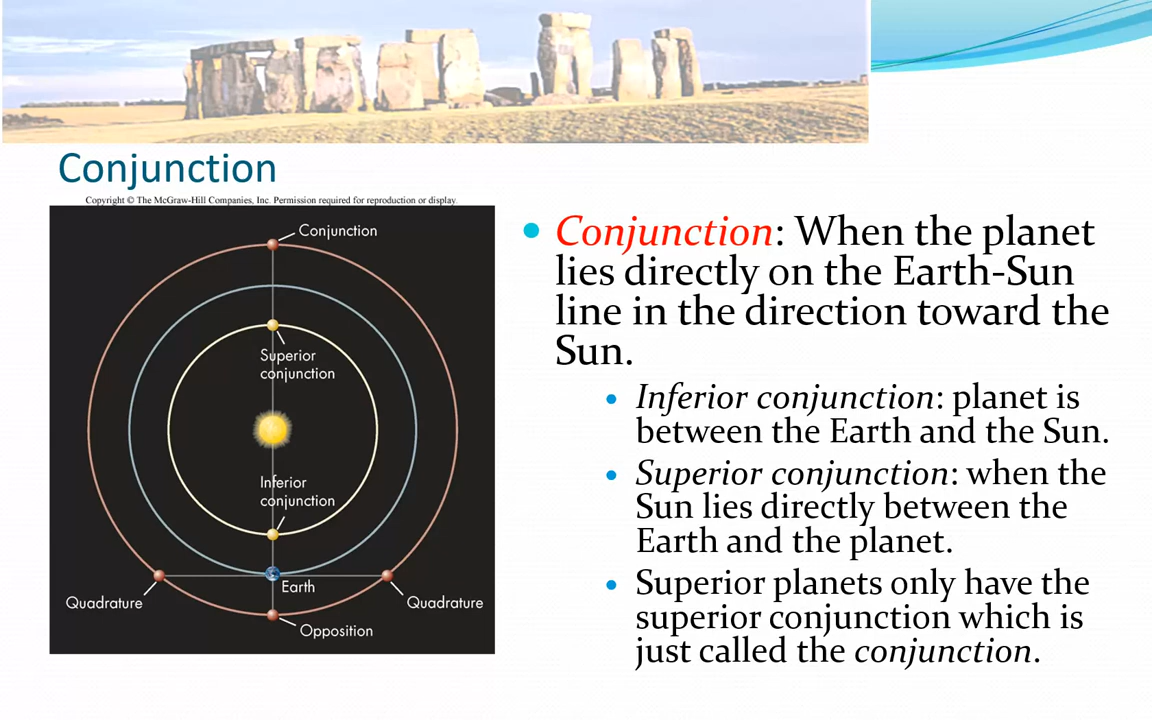 Conjunction
Copyright © The McGraw-Hill Companies, Inc. Permission required for reproduction or display.
Conjunction
Superior
conjunction
Inferior
conjunction
Earth
Quadrature
Quadrature
Opposition
• Conjunction: When the planet
lies directly on the Earth-Sun
line in the direction toward the
Sun.
• Inferior conjunction: planet is
between the Earth and the Sun.
• Superior conjunction: when the
Sun lies directly between the
Earth and the planet.
• Superior planets only have the
superior conjunction which is
just called the conjunction.